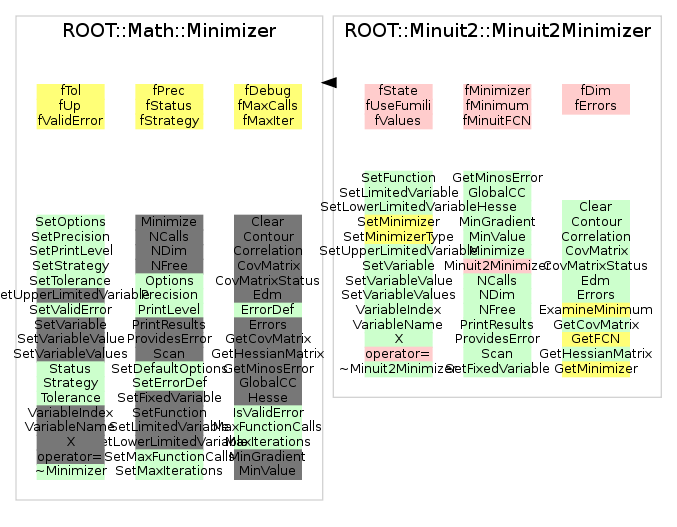 ROOT::Math::Minimizer
fTol fPrec fDebug
fUp fStatus fMaxCalls
fValidError fStrategy fMaxIter
SetOptions Minimize Clear
SetPrecision NCalls Contour
SetPrintLevel NDim Correlation
SetStrategy NFree CovMatrix
SetTolerance Options CovMatrixStatus
SetUpperLimitedVariable Precision Edm
SetValidError PrintLevel ErrorDef
SetVariable PrintResults Errors
SetVariableValue ProvidesError GetCovMatrix
SetVariableValues Scan GetHessianMatrix
Status SetDefaultOptions GetMinosError
Strategy SetErrorDef GlobalCC
Tolerance SetFixedVariable Hesse
VariableIndex SetFunction IsValidError
VariableName SetLimitedVariable MaxFunctionCalls
X SetLowerLimitedVariable MaxIterations
operator= SetMaxFunctionCalls MinGradient
~Minimizer SetMaxIterations MinValue
ROOT::Minuit2::Minuit2Minimizer
fState fMinimizer fDim
fUseFumili fMinimum fErrors
fValues fMinuitFCN
SetFunction GetMinosError
SetLimitedVariable GlobalCC
SetLowerLimitedVariable Hesse Clear
SetMinimizer MinGradient Contour
SetMinimizerType MinValue Correlation
SetUpperLimitedVariable Minimize CovMatrix
SetVariable Minuit2Minimizer CovMatrixStatus
SetVariableValue NCalls Edm
SetVariableValues NDim Errors
VariableIndex NFree ExamineMinimum
VariableName PrintResults GetCovMatrix
X ProvidesError GetFCN
operator= Scan GetHessianMatrix
~Minuit2Minimizer SetFixedVariable GetMinimizer